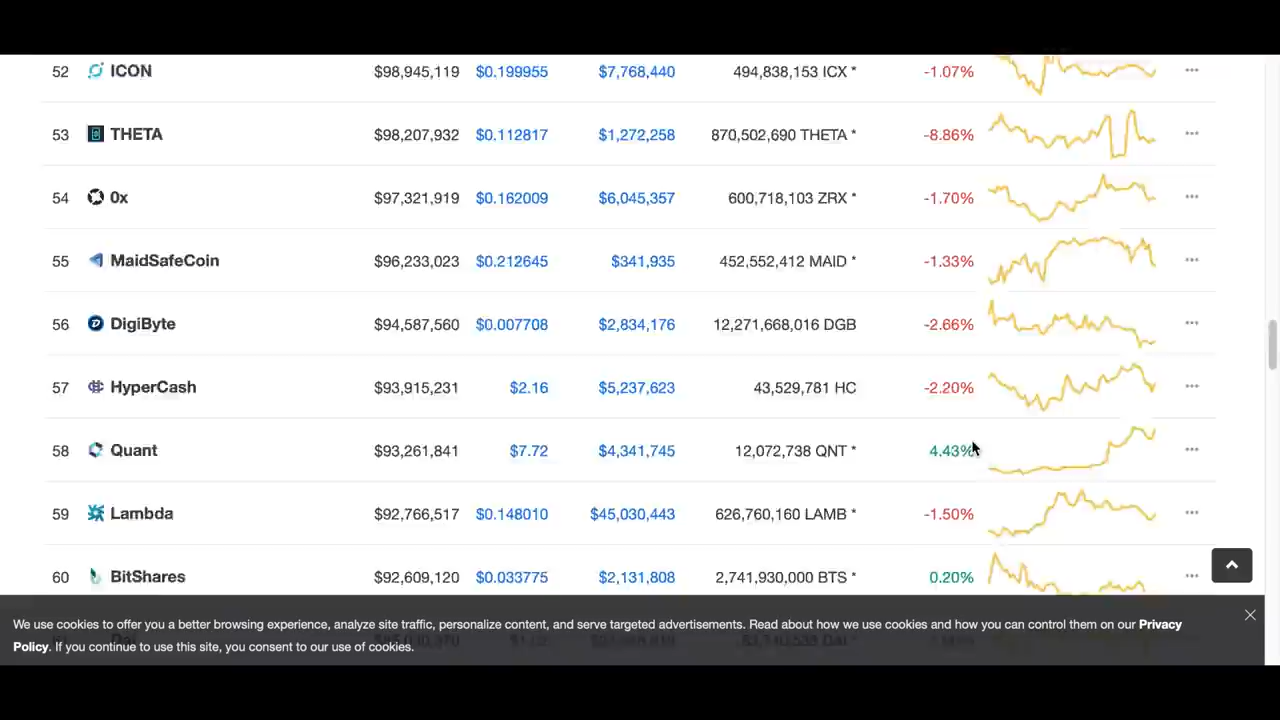 52 ICON $98,945,119 $0.199955 $7,768,440 494,838,153 ICX * -1.07%
53 THETA $98,207,932 $0.112817 $1,272,258 870,502,690 THETA * -8.86%
54 0x $97,321,919 $0.162009 $6,045,357 600,718,103 ZRX * -1.70%
55 MaidSafeCoin $96,233,023 $0.212645 $341,935 452,552,412 MAID * -1.33%
56 DigiByte $94,587,560 $0.007708 $2,834,176 12,271,668,016 DGB -2.66%
57 HyperCash $93,915,231 $2.16 $5,237,623 43,529,781 HC -2.20%
58 Quant $93,261,841 $7.72 $4,341,745 12,072,738 QNT * 4.43%
59 Lambda $92,766,517 $0.148010 $45,030,443 626,760,160 LAMB * -1.50%
60 BitShares $92,609,120 $0.033775 $2,131,808 2,741,930,000 BTS * 0.20%
We use cookies to offer you a better browsing experience, analyze site traffic, personalize content, and serve targeted advertisements. Read about how we use cookies and how you can control them on our Privacy
Policy. If you continue to use this site, you consent to our use of cookies.